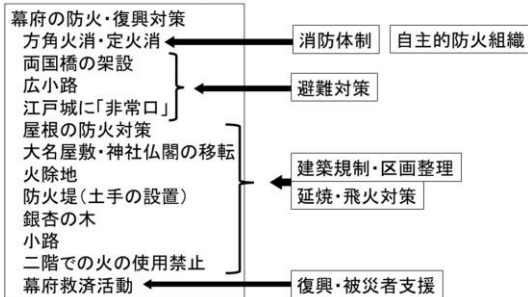 幕府の防火・復興対策
方角火消・定火消
両国橋の架設
広小路
江戸城に「非常口」
屋根の防火対策
大名屋敷・神社仏閣の移転
火除地
防火堤(土手の設置)
銀杏の木
小路
二階での火の使用禁止
幕府救済活動
消防体制
自主的防火組織
避難対策
建築規制・区画整理
延焼・飛火対策
復興・被災者支援